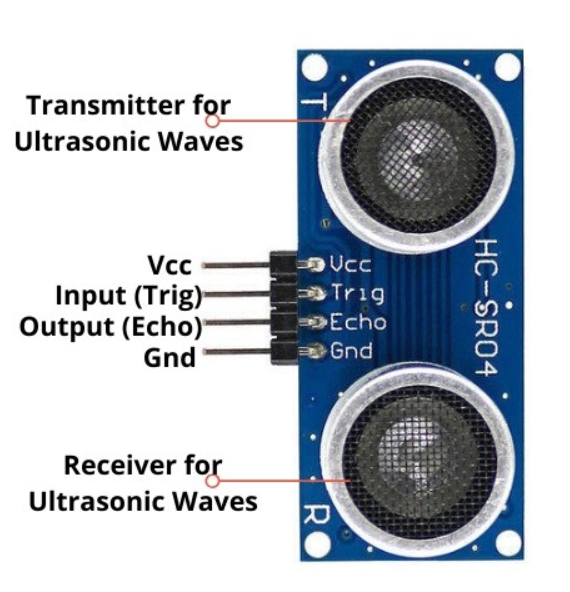 Transmitter for
Ultrasonic Waves
T
Vcc
Vcc
Input (Trig)
Trig
Output (Echo)
Echo
Gnd
Gnd
HC-SR04
Receiver for
Ultrasonic Waves
R